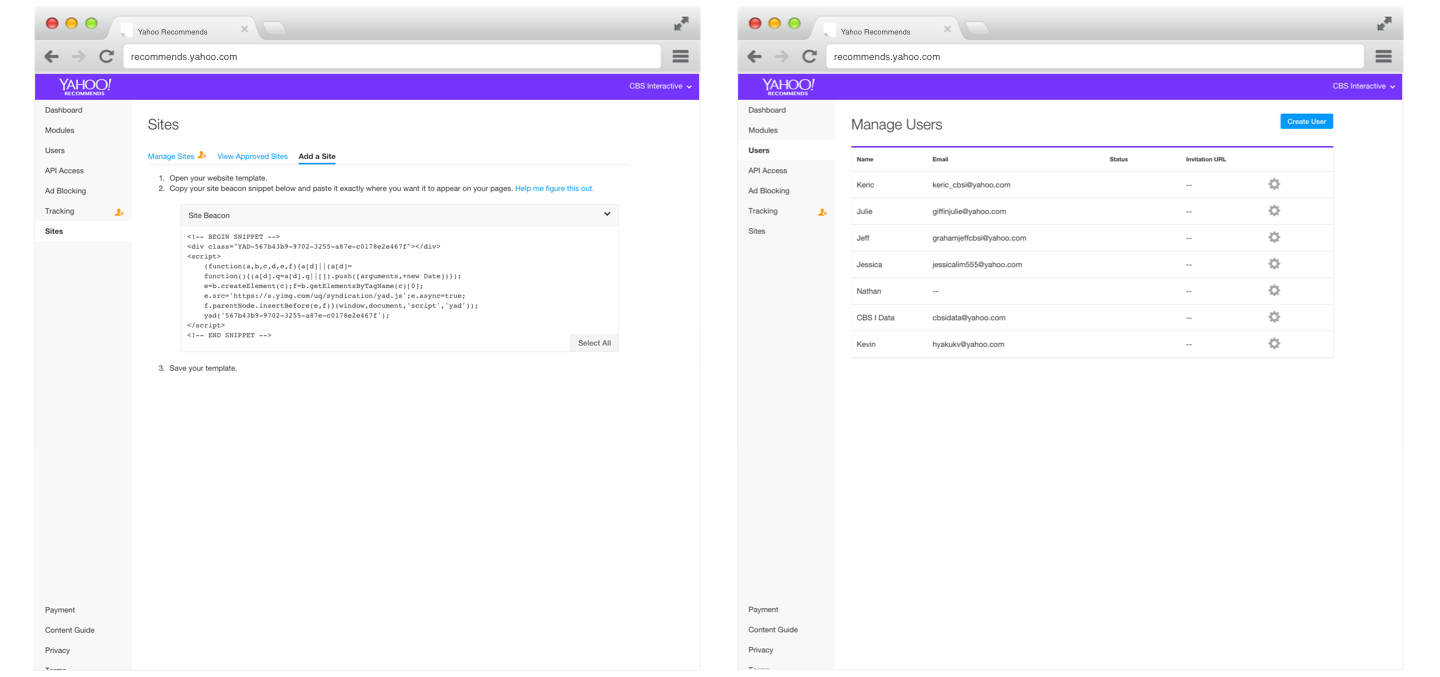 Yahoo Recommends
recommends.yahoo.com
YAHOO!
RECOMMENDS
CBS Interactive
Dashboard
Modules
Users
API Access
Ad Blocking
Tracking
Sites
Payment
Content Guide
Privacy
Terms
Sites
Manage Sites View Approved Sites Add a Site
1. Open your website template.
2. Copy your site beacon snippet below and paste it exactly where you want it to appear on your pages. Help me figure this out.
Site Beacon
<!-- BEGIN SNIPPET -->
<div class="YAD-567b43b9-9702-3255-a87e-c0178e2e467f"></div>
<script>
(function(a,b,c,d,e,f){a[d]||(a[d]=
function(){(a[d].q=a[d].q||[]).push([arguments,+new Date])});
e=b.createElement(c);f=b.getElementsByTagName(c)[0];
e.src='https://s.yimg.com/uq/syndication/yad.js';e.async=true;
f.parentNode.insertBefore(e,f)}(window,document,'script','yad'));
yad('567b43b9-9702-3255-a87e-c0178e2e467f');
</script>
<!-- END SNIPPET -->
Select All
3. Save your template.
Yahoo Recommends
recommends.yahoo.com
YAHOO!
RECOMMENDS
CBS Interactive
Dashboard
Modules
Users
API Access
Ad Blocking
Tracking
Sites
Payment
Content Guide
Privacy
Terms
Manage Users
Create User
Name Email Status Invitation URL
Keric keric_cbsi@yahoo.com --
Julie giffinjulie@yahoo.com --
Jeff grahamjeffcbsi@yahoo.com --
Jessica jessicalim555@yahoo.com --
Nathan -- --
CBS I Data cbsidata@yahoo.com --
Kevin hyakukv@yahoo.com --